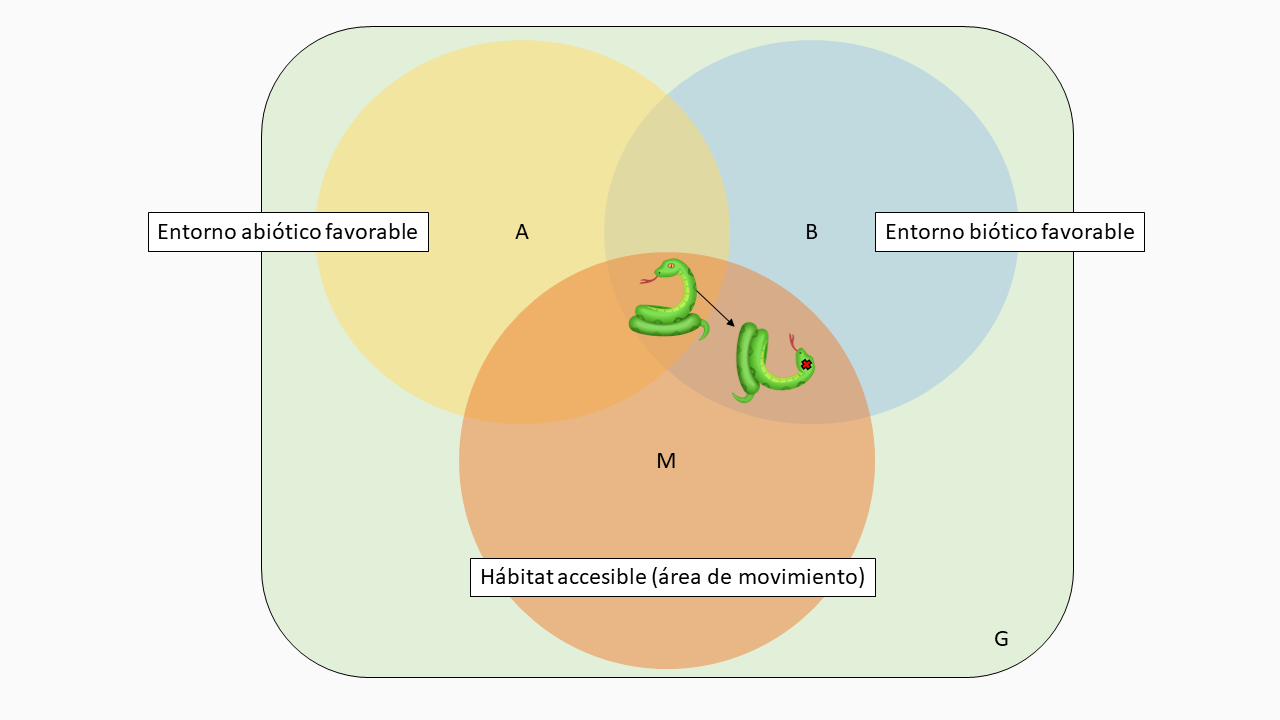 Entorno abiótico favorable
A
B
Entorno biótico favorable
M
Hábitat accesible (área de movimiento)
G